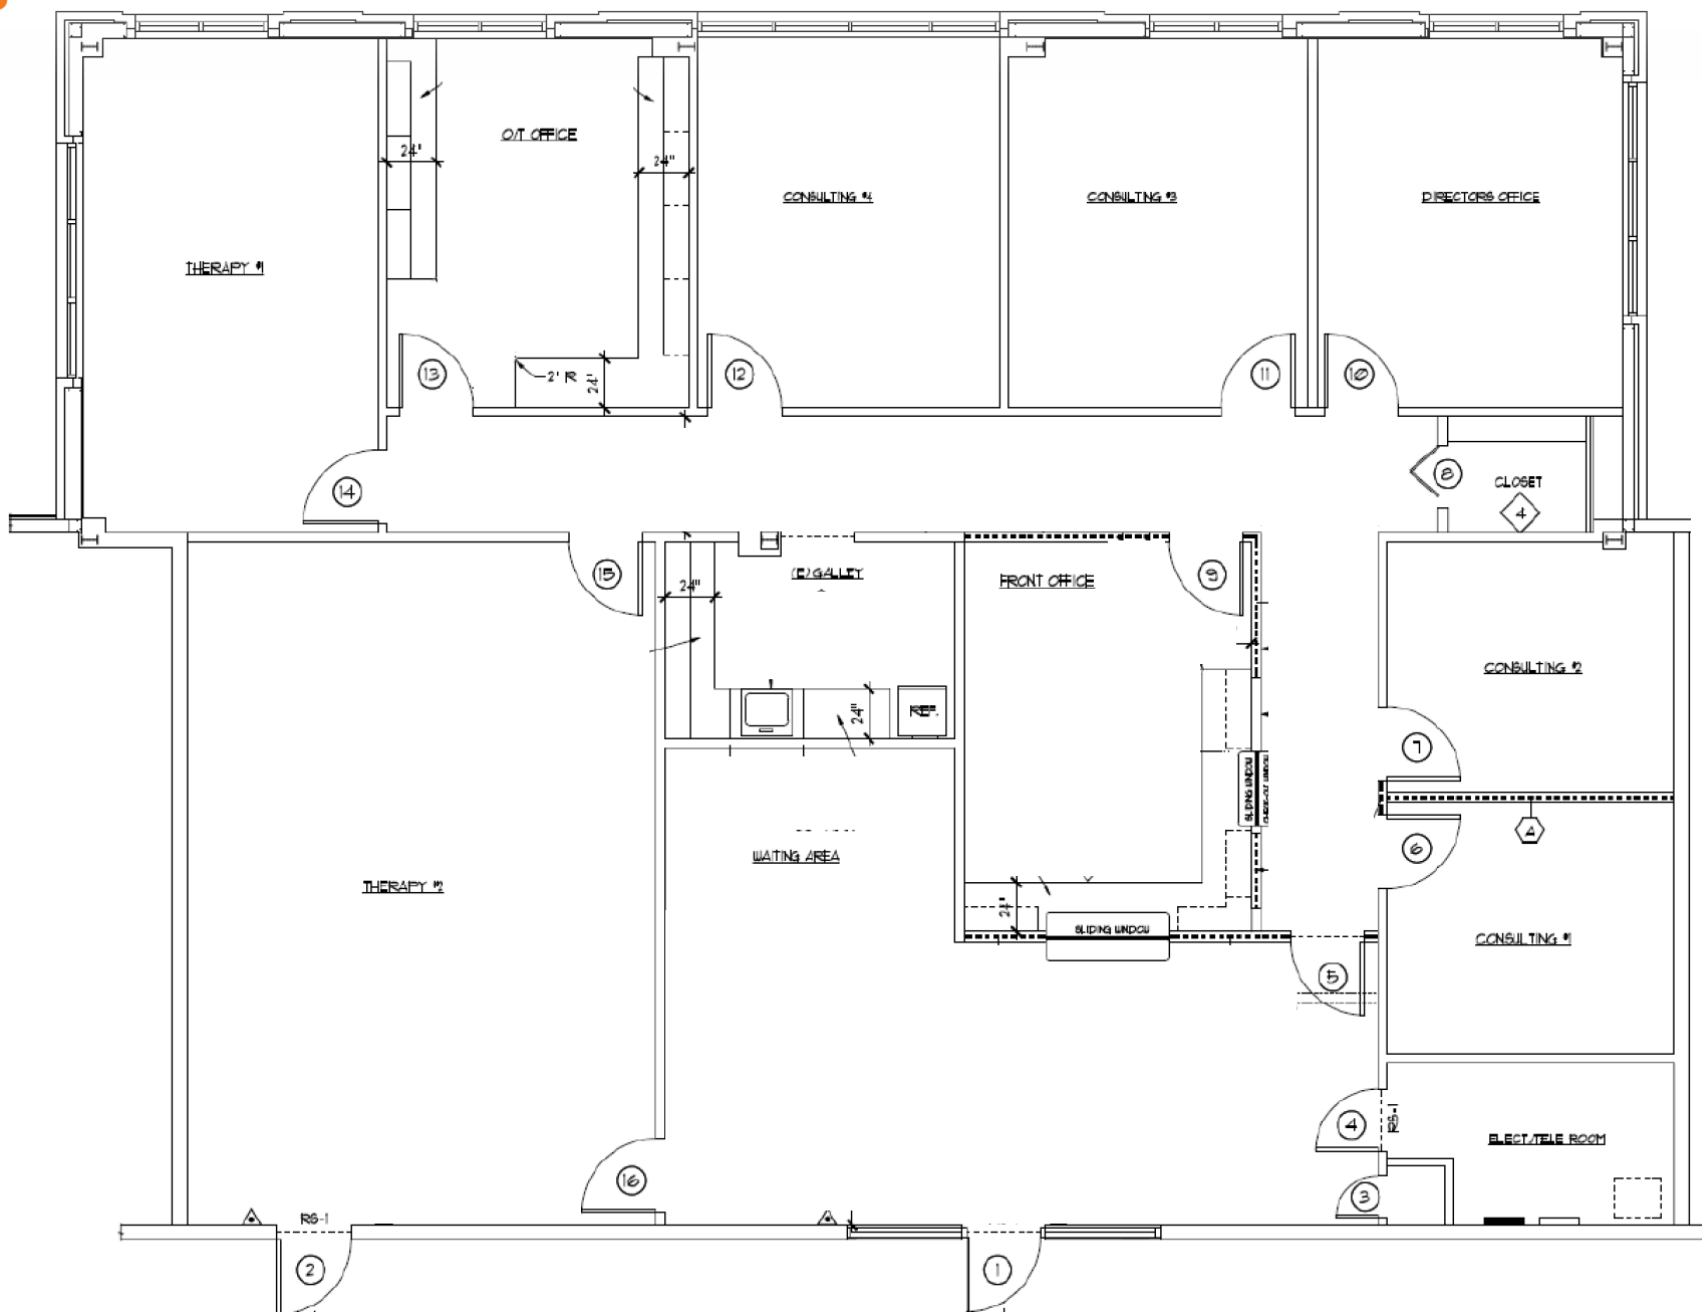 O/T OFFICE
24"
24"
CONSULTING #4
CONSULTING #3
DIRECTORS OFFICE
THERAPY #1
13
2' R
24"
12
11
10
14
8
CLOSET
4
15
24"
(E) GALLEY
FRONT OFFICE
9
CONSULTING #2
24"
REF.
7
SLIDING WINDOW
6
A
WAITING AREA
THERAPY #2
24"
SLIDING WINDOW
CONSULTING #1
5
4
RS-1
ELECT./TELE ROOM
16
3
RS-1
2
1